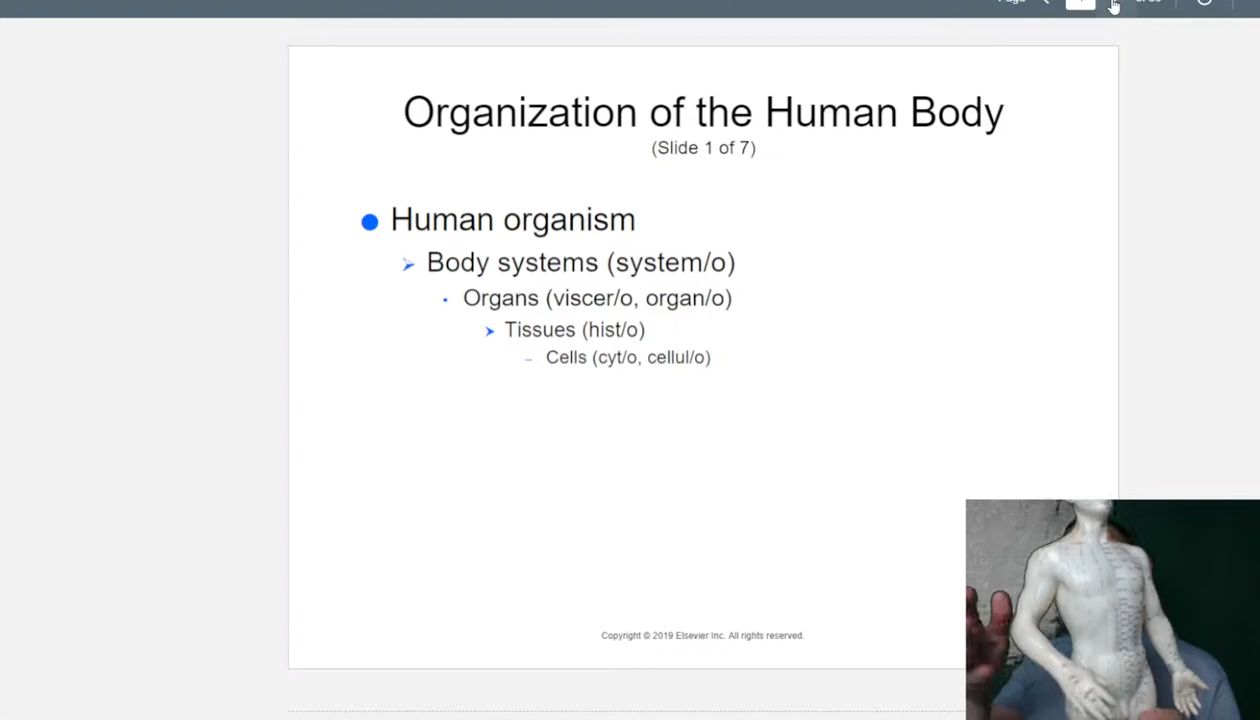 Organization of the Human Body
(Slide 1 of 7)
Human organism
Body systems (system/o)
Organs (viscer/o, organ/o)
Tissues (hist/o)
Cells (cyt/o, cellul/o)
Copyright © 2019 Elsevier Inc. All rights reserved.